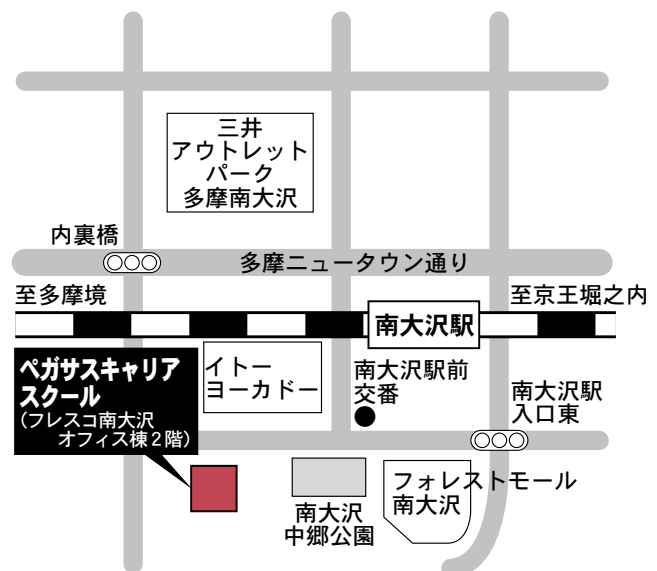 三井
アウトレット
パーク
多摩南大沢
内裏橋
多摩ニュータウン通り
至多摩境
至京王堀之内
南大沢駅
ペガサスキャリア
スクール
(フレスコ南大沢
オフィス棟2階)
イトー
ヨーカドー
南大沢駅前
交番
南大沢駅
入口東
フォレストモール
南大沢
南大沢
中郷公園